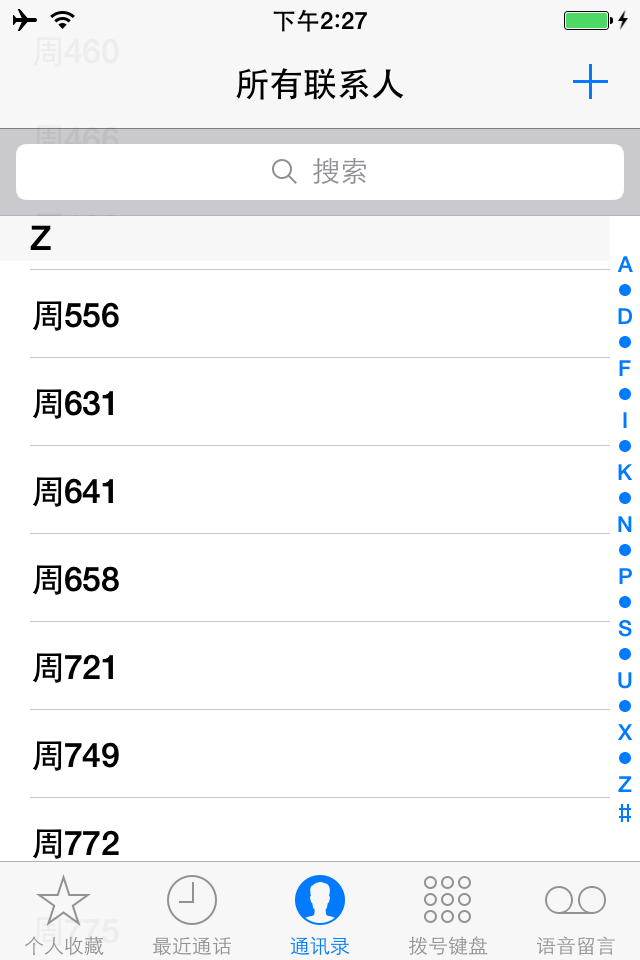 下午2:27
周460
所有联系人
周466
搜索
Z
周556
周631
周641
周658
周721
周749
周772
周775
个人收藏
最近通话
通讯录
拨号键盘
语音留言
A
D
F
I
K
N
P
S
U
X
Z
#